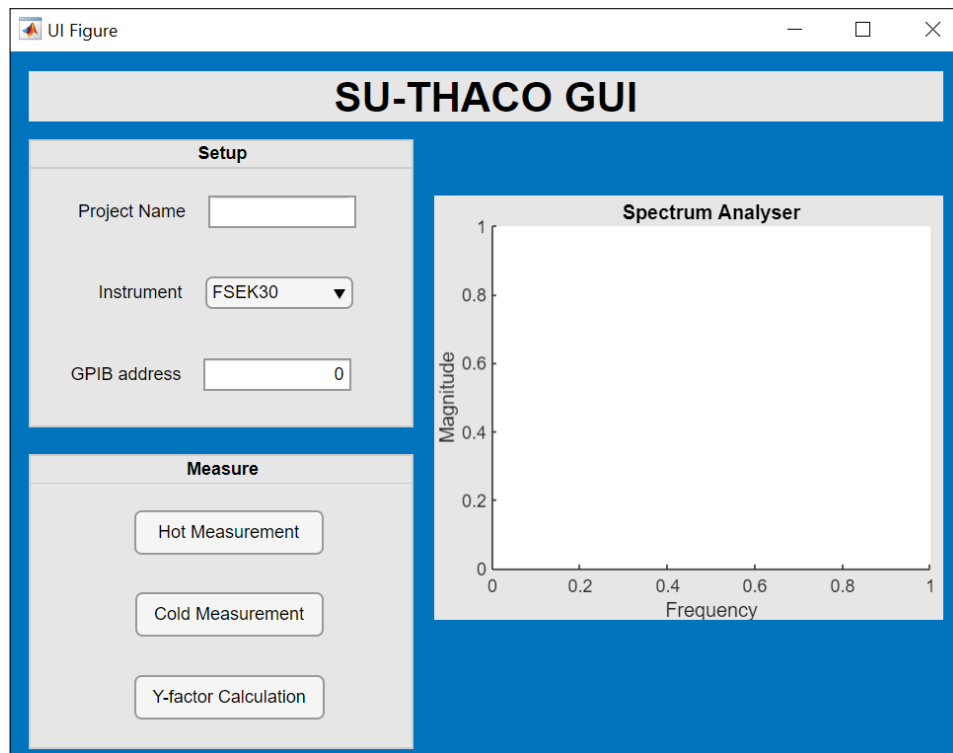 UI Figure
SU-THACO GUI
Setup
Project Name
Instrument FSEK30
GPIB address 0
Measure
Hot Measurement
Cold Measurement
Y-factor Calculation
Spectrum Analyser
Magnitude
1
0.8
0.6
0.4
0.2
0
0 0.2 0.4 0.6 0.8 1
Frequency